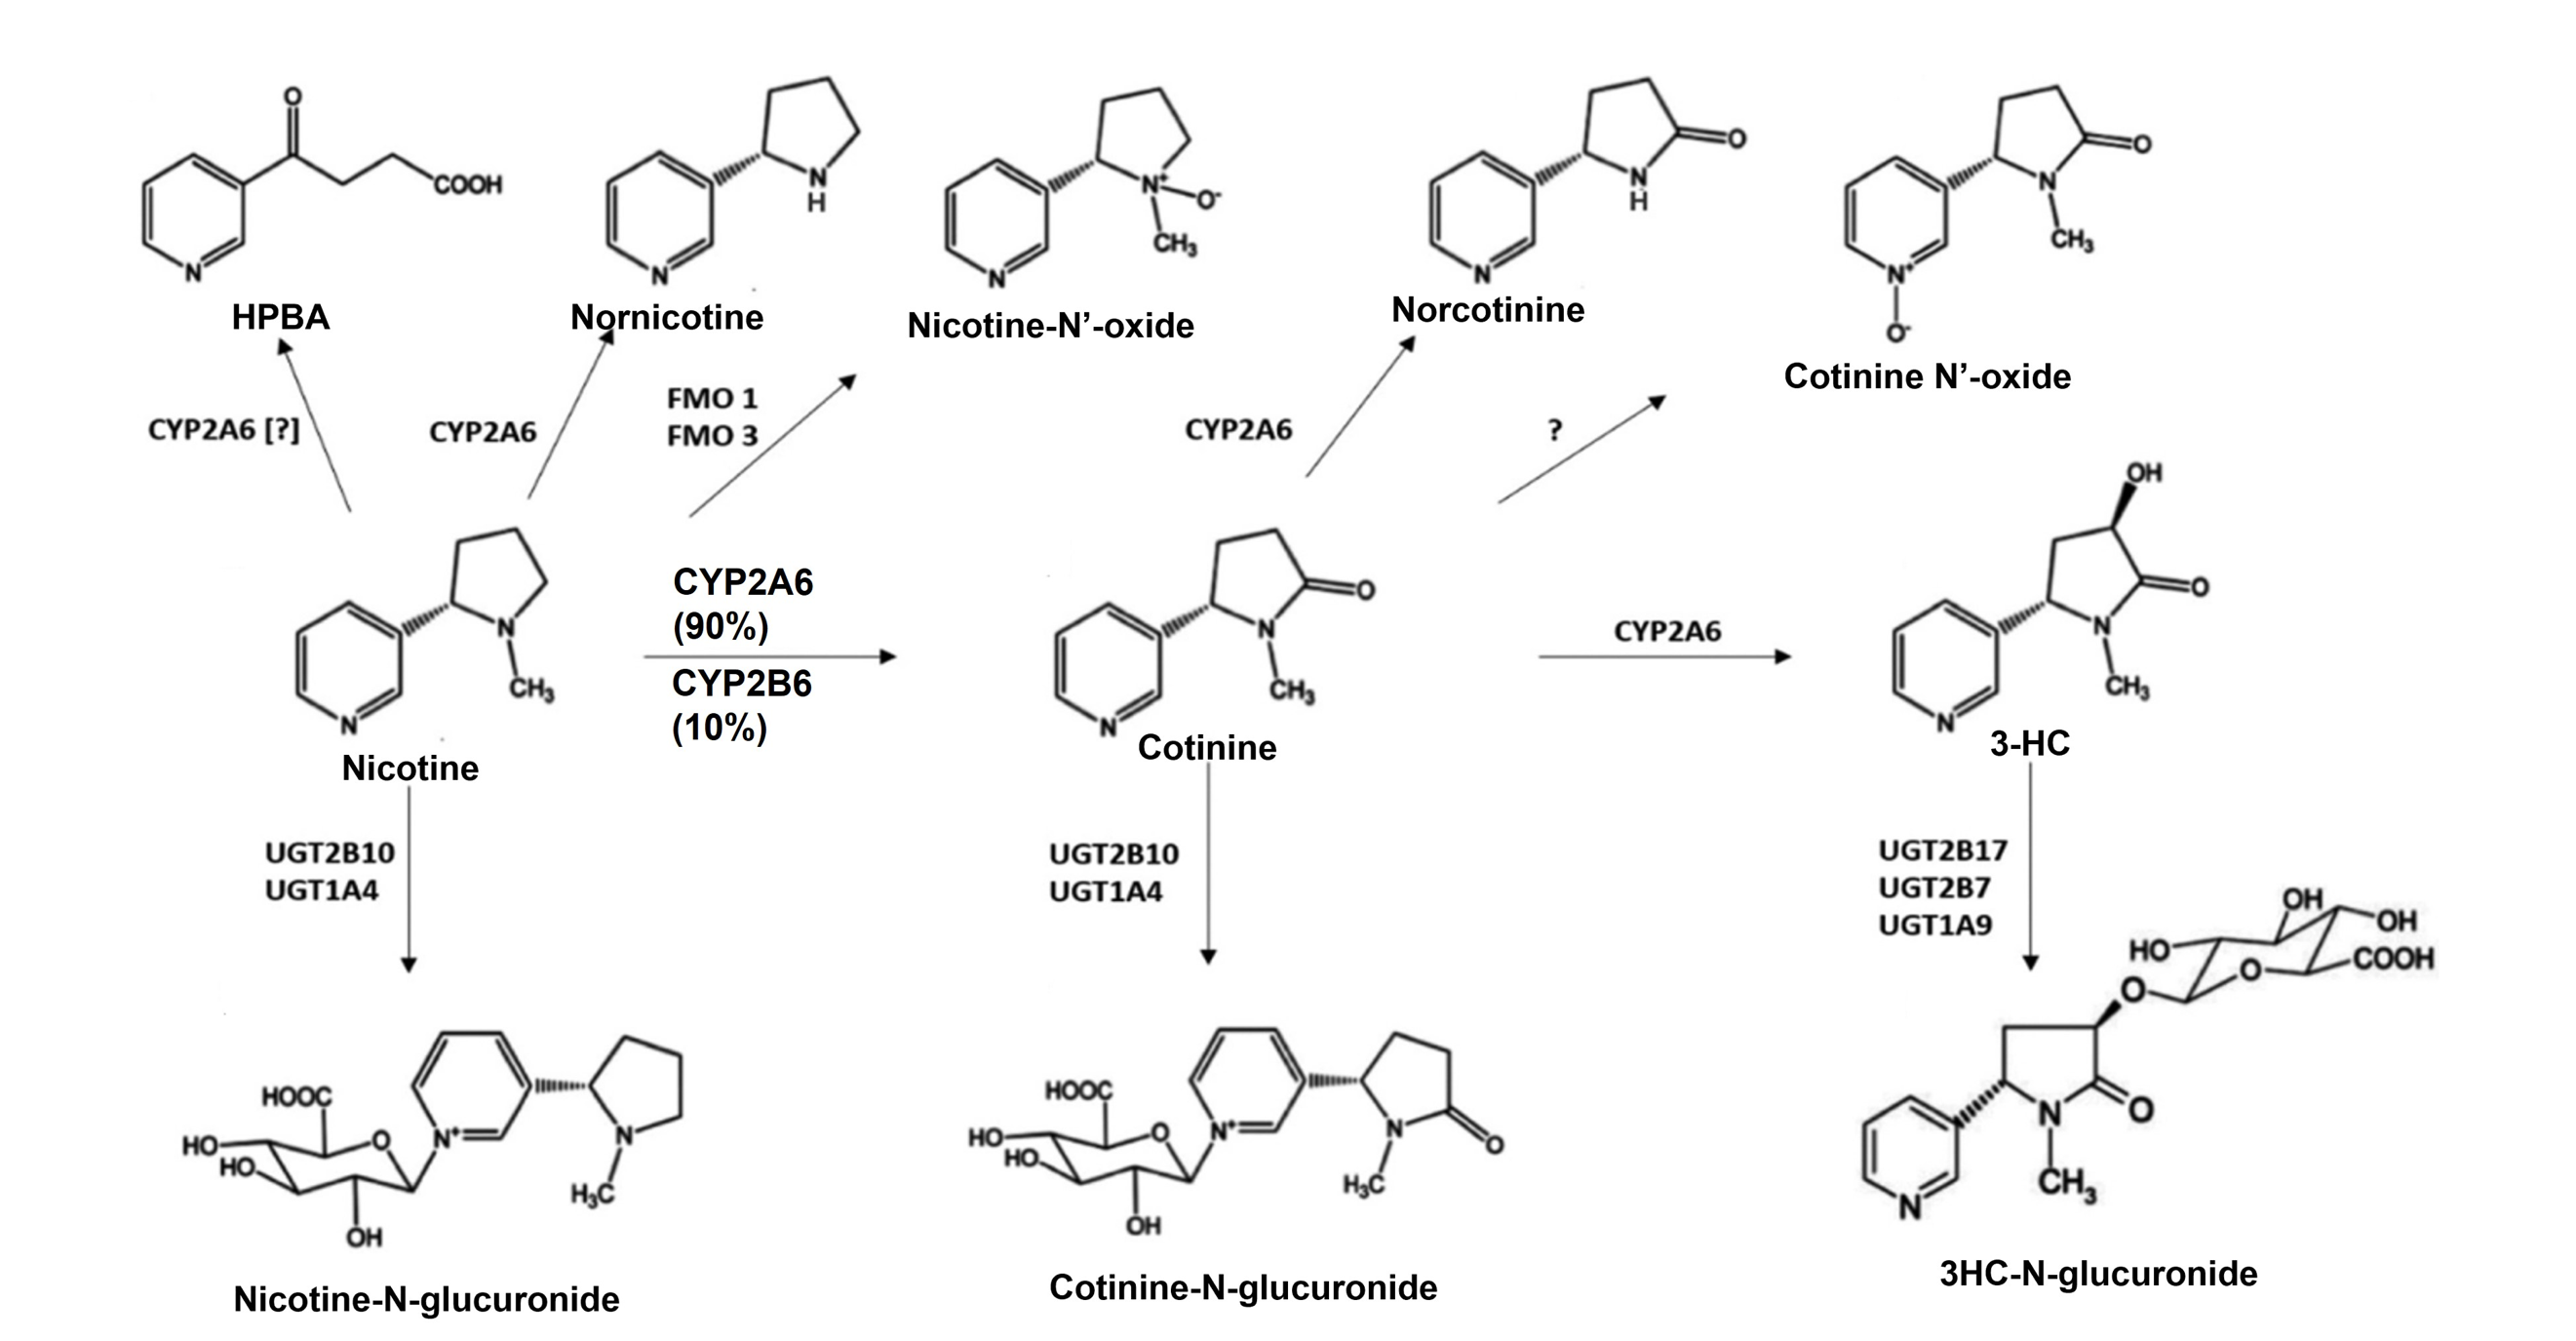 O
COOH
N
HPBA
N
H
N
Nornicotine
N+
O-
CH3
N
Nicotine-N’-oxide
O
N
H
N
Norcotinine
O
N
CH3
N+
O-
Cotinine N’-oxide
CYP2A6 [?]
CYP2A6
FMO 1
FMO 3
CYP2A6
?
N
CH3
N
Nicotine
CYP2A6
(90%)
CYP2B6
(10%)
O
N
CH3
N
Cotinine
CYP2A6
OH
O
N
CH3
N
3-HC
UGT2B10
UGT1A4
UGT2B10
UGT1A4
UGT2B17
UGT2B7
UGT1A9
HOOC
HO
HO
O
OH
N+
N
H3C
Nicotine-N-glucuronide
HOOC
HO
HO
O
OH
N+
N
O
H3C
Cotinine-N-glucuronide
OH
OH
HO
COOH
O
O
N
O
CH3
N
3HC-N-glucuronide